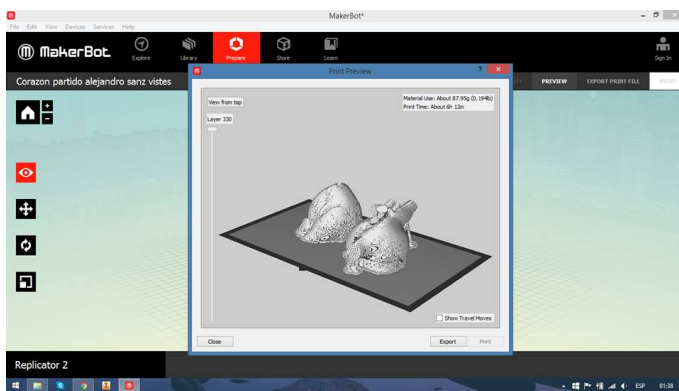 MakerBot*
File Edit View Devices Services Help
MakerBot
Explore
Library
Prepare
Store
Learn
Sign In
Corazon partido alejandro sanz vistes
PREVIEW
EXPORT PRINT FILE
PRINT
Print Preview
?
View from top
Material Use: About 87.95g (0.194lb)
Print Time: About 6h 12m
Layer 330
Show Travel Moves
Close
Export
Print
Replicator 2
ESP
01:38